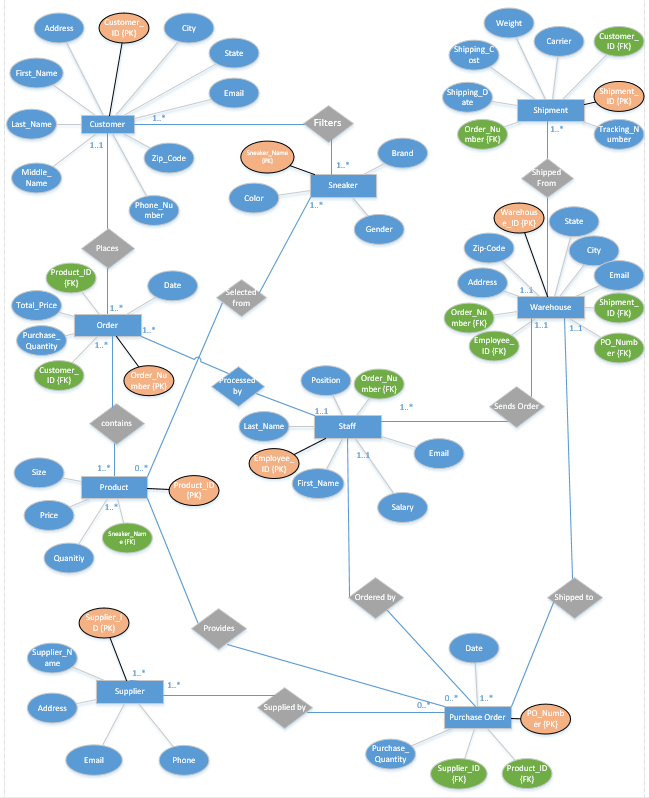 Address
Customer_
ID {PK}
City
State
Email
First_Name
Last_Name
Middle_
Name
Customer
1..*
1..1
Zip_Code
Phone_Nu
mber
Filters
Sneaker_Name
{PK}
1..*
Brand
Sneaker
Color
1..*
Gender
Weight
Shipping_C
ost
Carrier
Customer_
ID {FK}
Shipping_D
ate
Shipment_
ID {PK}
Shipment
Order_Nu
mber {FK}
1..*
Tracking_N
umber
Shipped
From
Places
Product_ID
{FK}
Date
Total_Price
1..*
Order
1..*
Purchase_
Quantity
1..*
Customer_
ID {FK}
Order_Nu
mber {PK}
Selected
from
Warehous
e_ID {PK}
State
Zip-Code
City
Address
Email
1..1
Warehouse
Shipment_
ID {FK}
Order_Nu
mber {FK}
1..1
1..1
Employee_
ID {FK}
PO_Numb
er {FK}
Processed
by
Position
Order_Nu
mber {FK}
1..1
1..*
Sends Order
Last_Name
Staff
Employee_
ID {PK}
1..1
Email
First_Name
Salary
contains
Size
1..*
0..*
Product
Product_ID
{PK}
Price
1..*
Sneaker_Nam
e {FK}
Quanitiy
Ordered by
Shipped to
Provides
Supplier_I
D {PK}
Supplier_N
ame
1..*
Supplier
1..*
Address
Supplied by
Email
Phone
Date
0..*
1..*
0..*
Purchase Order
PO_Numb
er {PK}
Purchase_
Quantity
Supplier_ID
{FK}
Product_ID
{FK}